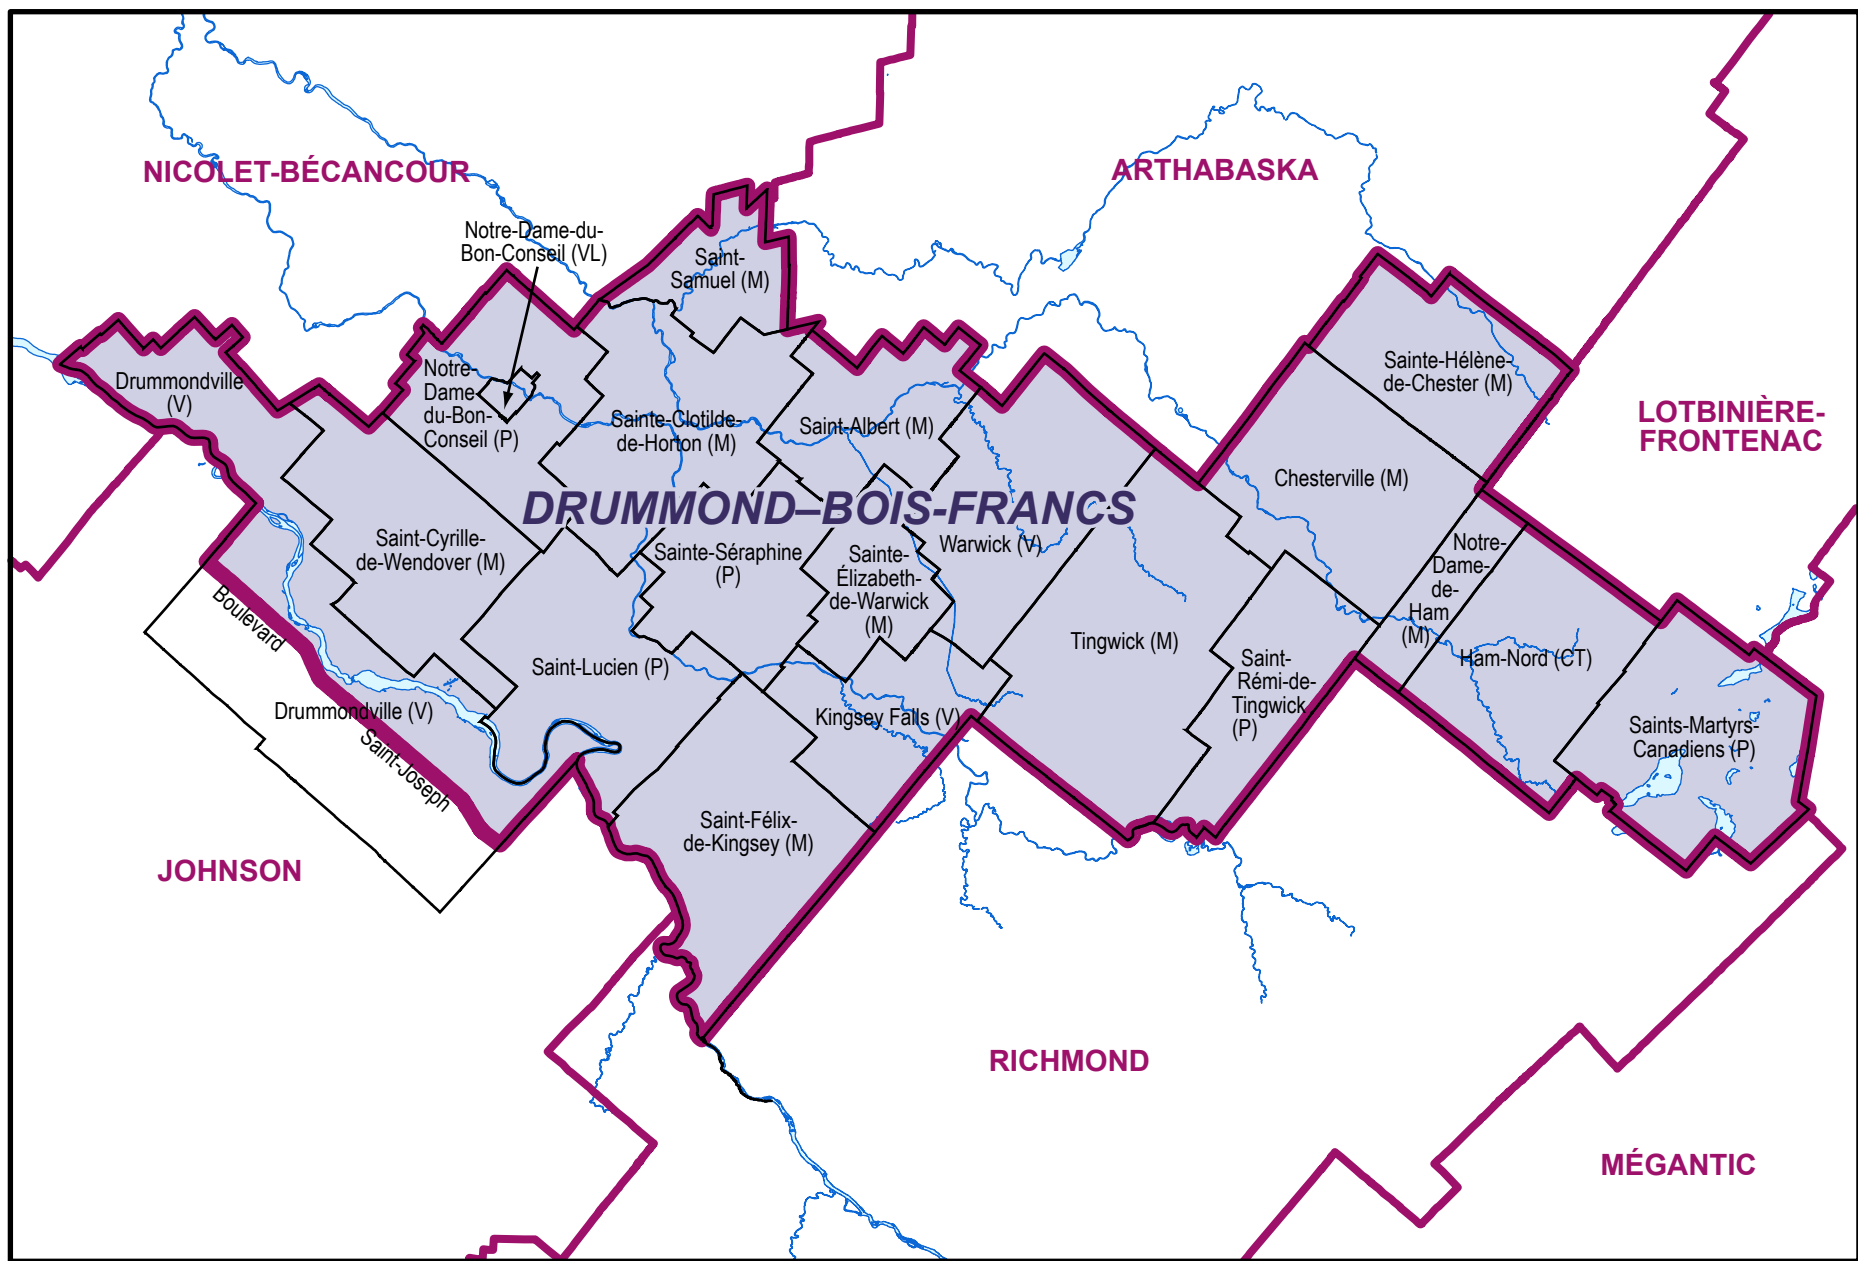 NICOLET-BÉCANCOUR
ARTHABASKA
Notre-Dame-du-
Bon-Conseil (VL)
Saint-
Samuel (M)
Drummondville
(V)
Notre-
Dame
du-Bon-
Conseil (P)
Sainte-Clotilde-
de-Horton (M)
Saint-Albert (M)
Sainte-Hélène-
de-Chester (M)
LOTBINIÈRE-
FRONTENAC
Chesterville (M)
DRUMMOND–BOIS-FRANCS
Saint-Cyrille-
de-Wendover (M)
Sainte-Séraphine
(P)
Sainte-
Élizabeth-
de-Warwick
(M)
Warwick (V)
Notre-
Dame-
de-
Ham
(M)
Boulevard
Saint-Joseph
Drummondville (V)
Saint-Lucien (P)
Kingsey Falls (V)
Tingwick (M)
Saint-
Rémi-de-
Tingwick
(P)
Ham-Nord (CT)
Saints-Martyrs-
Canadiens (P)
Saint-Félix-
de-Kingsey (M)
JOHNSON
RICHMOND
MÉGANTIC